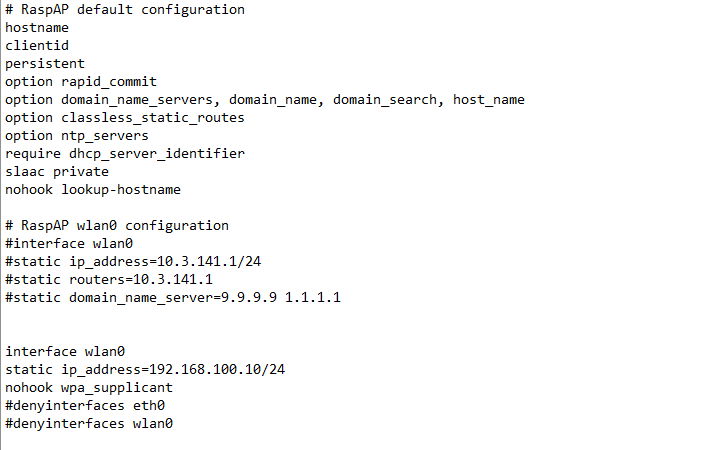 # RaspAP default configuration
hostname
clientid
persistent
option rapid_commit
option domain_name_servers, domain_name, domain_search, host_name
option classless_static_routes
option ntp_servers
require dhcp_server_identifier
slaac private
nohook lookup-hostname

# RaspAP wlan0 configuration
#interface wlan0
#static ip_address=10.3.141.1/24
#static routers=10.3.141.1
#static domain_name_server=9.9.9.9 1.1.1.1

interface wlan0
static ip_address=192.168.100.10/24
nohook wpa_supplicant
#denyinterfaces eth0
#denyinterfaces wlan0